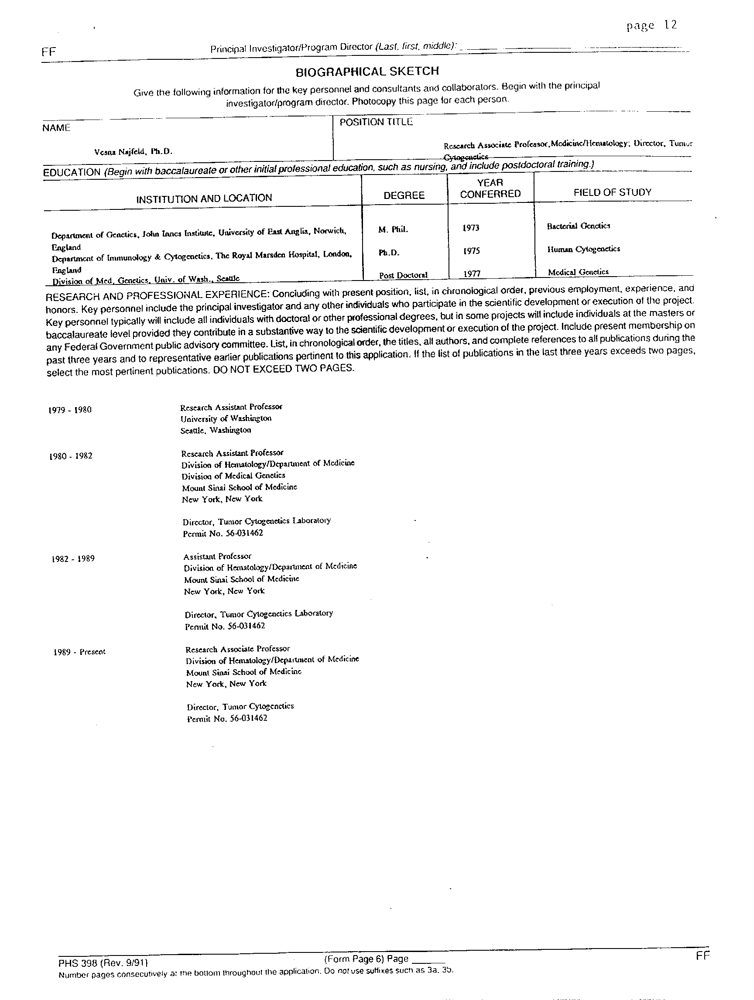 page 12
FF
Principal Investigator/Program Director (Last, first, middle):
BIOGRAPHICAL SKETCH
Give the following information for the key personnel and consultants and collaborators. Begin with the principal
investigator/program director. Photocopy this page for each person.
NAME
POSITION TITLE
Vesna Najfeld, Ph.D.
Research Associate Professor, Medicine/Hematology; Director, Tumor
Cytogenetics
EDUCATION (Begin with baccalaureate or other initial professional education, such as nursing, and include postdoctoral training.)
INSTITUTION AND LOCATION
DEGREE
YEAR
CONFERRED
FIELD OF STUDY
Department of Genetics, John Innes Institute, University of East Anglia, Norwich,
England
M. Phil.
1973
Bacterial Genetics
Department of Immunology & Cytogenetics, The Royal Marsden Hospital, London,
England
Ph.D.
1975
Human Cytogenetics
Division of Med. Genetics, Univ. of Wash., Seattle
Post Doctoral
1977
Medical Genetics
RESEARCH AND PROFESSIONAL EXPERIENCE: Concluding with present position, list, in chronological order, previous employment, experience, and
honors. Key personnel include the principal investigator and any other individuals who participate in the scientific development or execution of the project.
Key personnel typically will include all individuals with doctoral or other professional degrees, but in some projects will include individuals at the masters or
baccalaureate level provided they contribute in a substantive way to the scientific development or execution of the project. Include present membership on
any Federal Government public advisory committee. List, in chronological order, the titles, all authors, and complete references to all publications during the
past three years and to representative earlier publications pertinent to this application. If the list of publications in the last three years exceeds two pages,
select the most pertinent publications. DO NOT EXCEED TWO PAGES.
1979 - 1980
Research Assistant Professor
University of Washington
Seattle, Washington
1980 - 1982
Research Assistant Professor
Division of Hematology/Department of Medicine
Division of Medical Genetics
Mount Sinai School of Medicine
New York, New York
Director, Tumor Cytogenetics Laboratory
Permit No. 56-031462
1982 - 1989
Assistant Professor
Division of Hematology/Department of Medicine
Mount Sinai School of Medicine
New York, New York
Director, Tumor Cytogenetics Laboratory
Permit No. 56-031462
1989 - Present
Research Associate Professor
Division of Hematology/Department of Medicine
Mount Sinai School of Medicine
New York, New York
Director, Tumor Cytogenetics
Permit No. 56-031462
PHS 398 (Rev. 9/91)
(Form Page 6) Page
FF
Number pages consecutively at the bottom throughout the application. Do not use suffixes such as 3a, 3b.